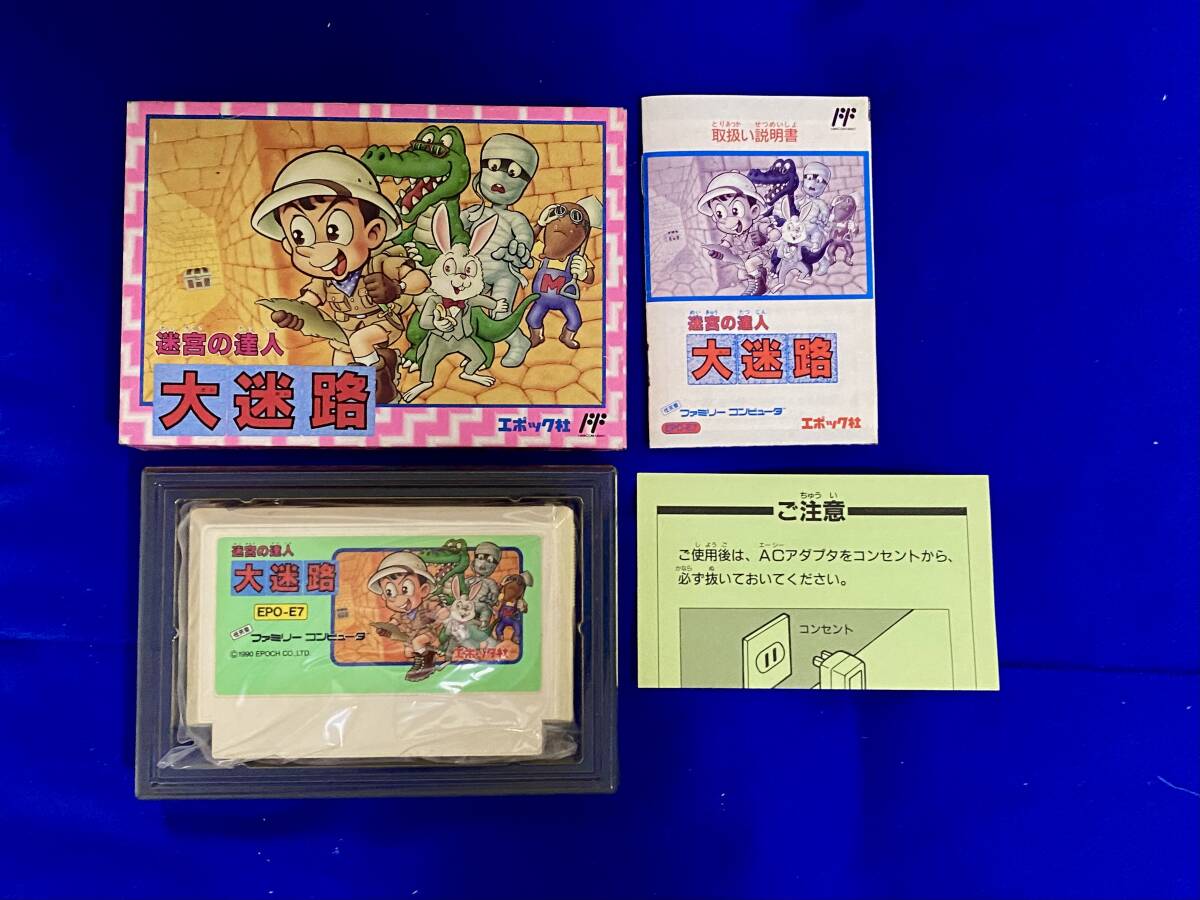 迷宮の達人
大迷路
エポック社
M
とりあつか せつめいしょ
取扱い説明書
めい きゅう たつ じん
迷宮の達人
大迷路
ファミリー コンピュータ
EPO-E7
エポック社
迷宮の達人
大迷路
EPO-E7
ファミリー コンピュータ
©1990 EPOCH CO., LTD.
エポック社
ちゅう い
ご注意
しようご エーシー
ご使用後は、ACアダプタをコンセントから、
かなら ぬ
必ず抜いておいてください。
コンセント